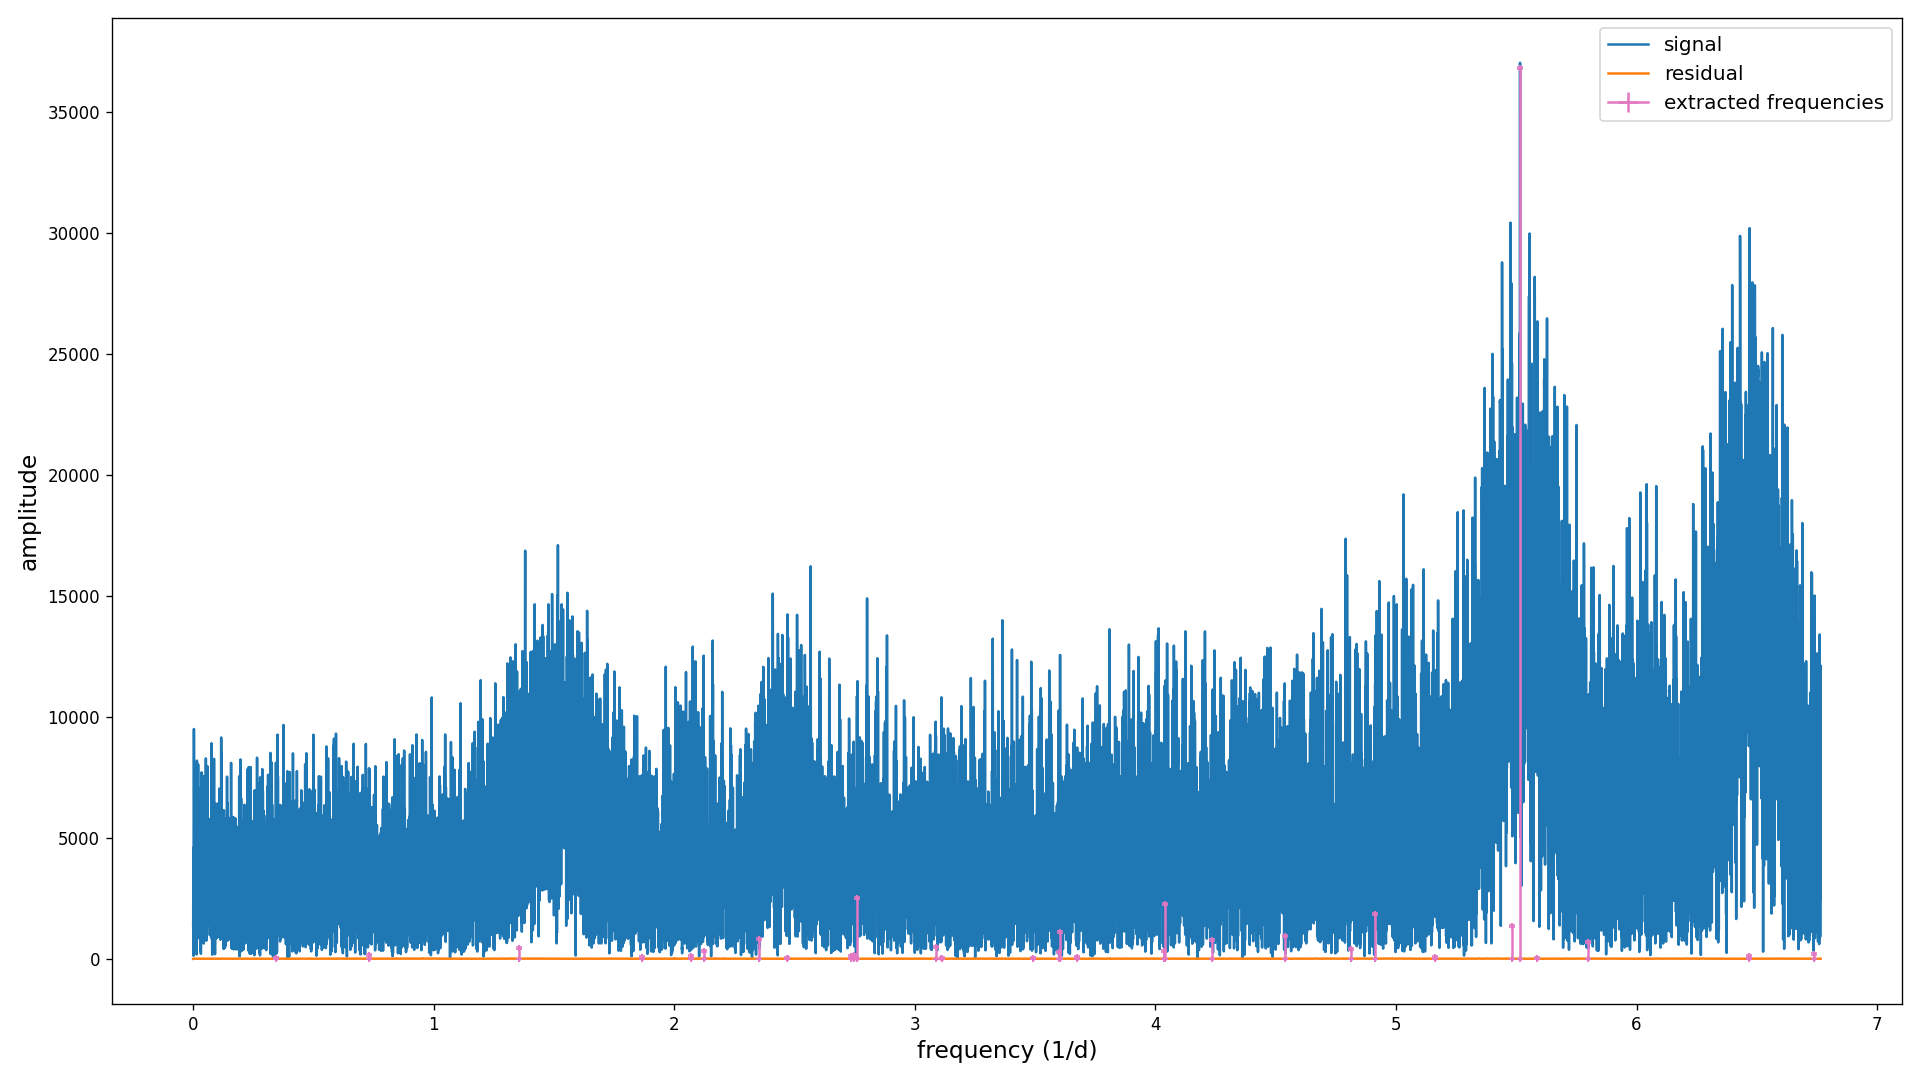 signal
residual
extracted frequencies
amplitude
35000
30000
25000
20000
15000
10000
5000
0
0 1 2 3 4 5 6 7
frequency (1/d)